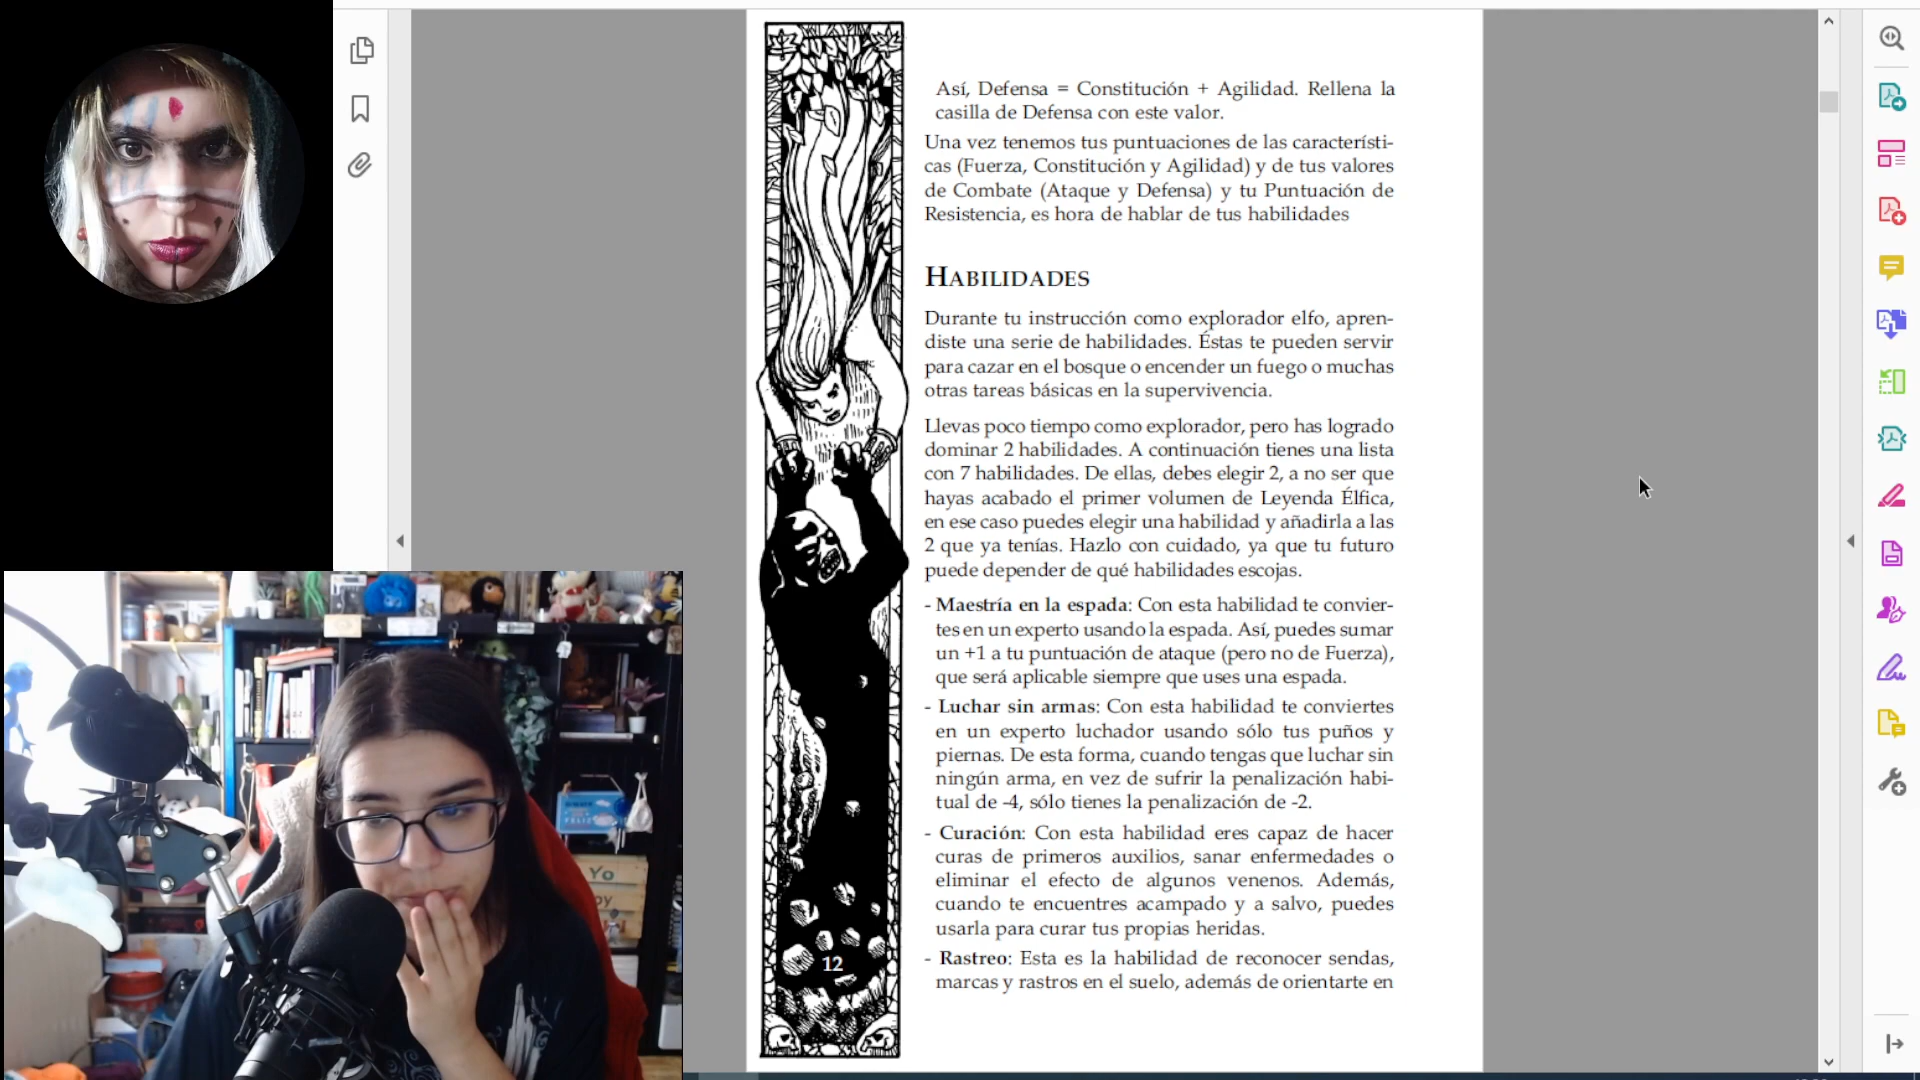 Así, Defensa = Constitución + Agilidad. Rellena la
casilla de Defensa con este valor.
Una vez tenemos tus puntuaciones de las característi-
cas (Fuerza, Constitución y Agilidad) y de tus valores
de Combate (Ataque y Defensa) y tu Puntuación de
Resistencia, es hora de hablar de tus habilidades
HABILIDADES
Durante tu instrucción como explorador elfo, apren-
diste una serie de habilidades. Éstas te pueden servir
para cazar en el bosque o encender un fuego o muchas
otras tareas básicas en la supervivencia.
Llevas poco tiempo como explorador, pero has logrado
dominar 2 habilidades. A continuación tienes una lista
con 7 habilidades. De ellas, debes elegir 2, a no ser que
hayas acabado el primer volumen de Leyenda Élfica,
en ese caso puedes elegir una habilidad y añadirla a las
2 que ya tenías. Hazlo con cuidado, ya que tu futuro
puede depender de qué habilidades escojas.
- Maestría en la espada: Con esta habilidad te convier-
tes en un experto usando la espada. Así, puedes sumar
un +1 a tu puntuación de ataque (pero no de Fuerza),
que será aplicable siempre que uses una espada.
- Luchar sin armas: Con esta habilidad te conviertes
en un experto luchador usando sólo tus puños y
piernas. De esta forma, cuando tengas que luchar sin
ningún arma, en vez de sufrir la penalización habi-
tual de -4, sólo tienes la penalización de -2.
- Curación: Con esta habilidad eres capaz de hacer
curas de primeros auxilios, sanar enfermedades o
eliminar el efecto de algunos venenos. Además,
cuando te encuentres acampado y a salvo, puedes
usarla para curar tus propias heridas.
- Rastreo: Esta es la habilidad de reconocer sendas,
marcas y rastros en el suelo, además de orientarte en
12
Yo